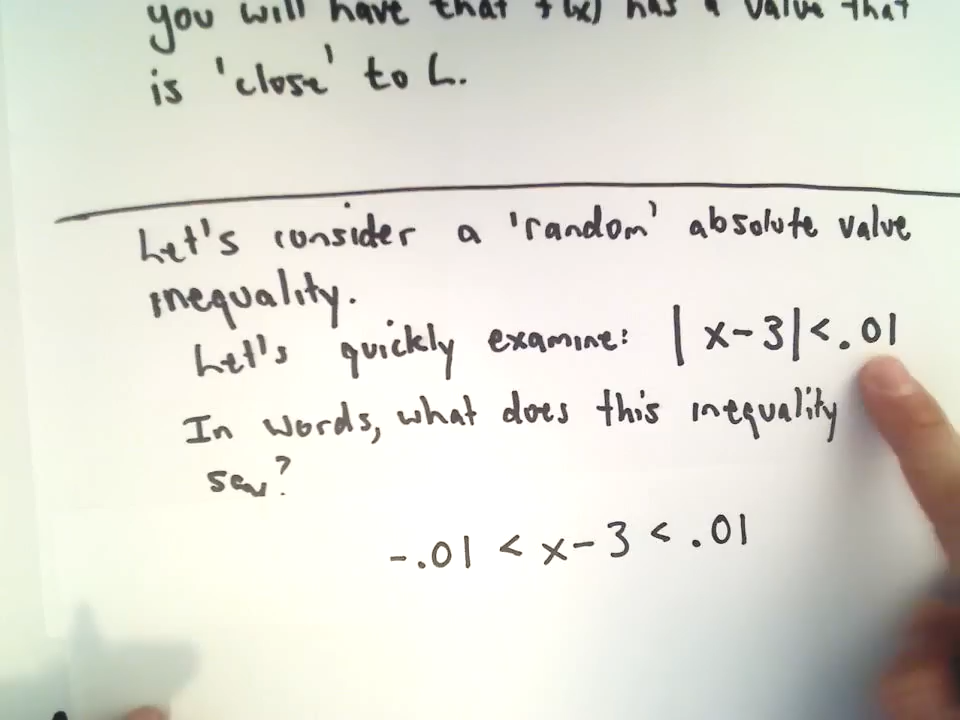 you will have that f(x) has a value that
is 'close' to L.
Let's consider a 'random' absolute value
inequality.
Let's quickly examine: |x-3|<.01
In words, what does this inequality
say?
-.01 < x-3 < .01